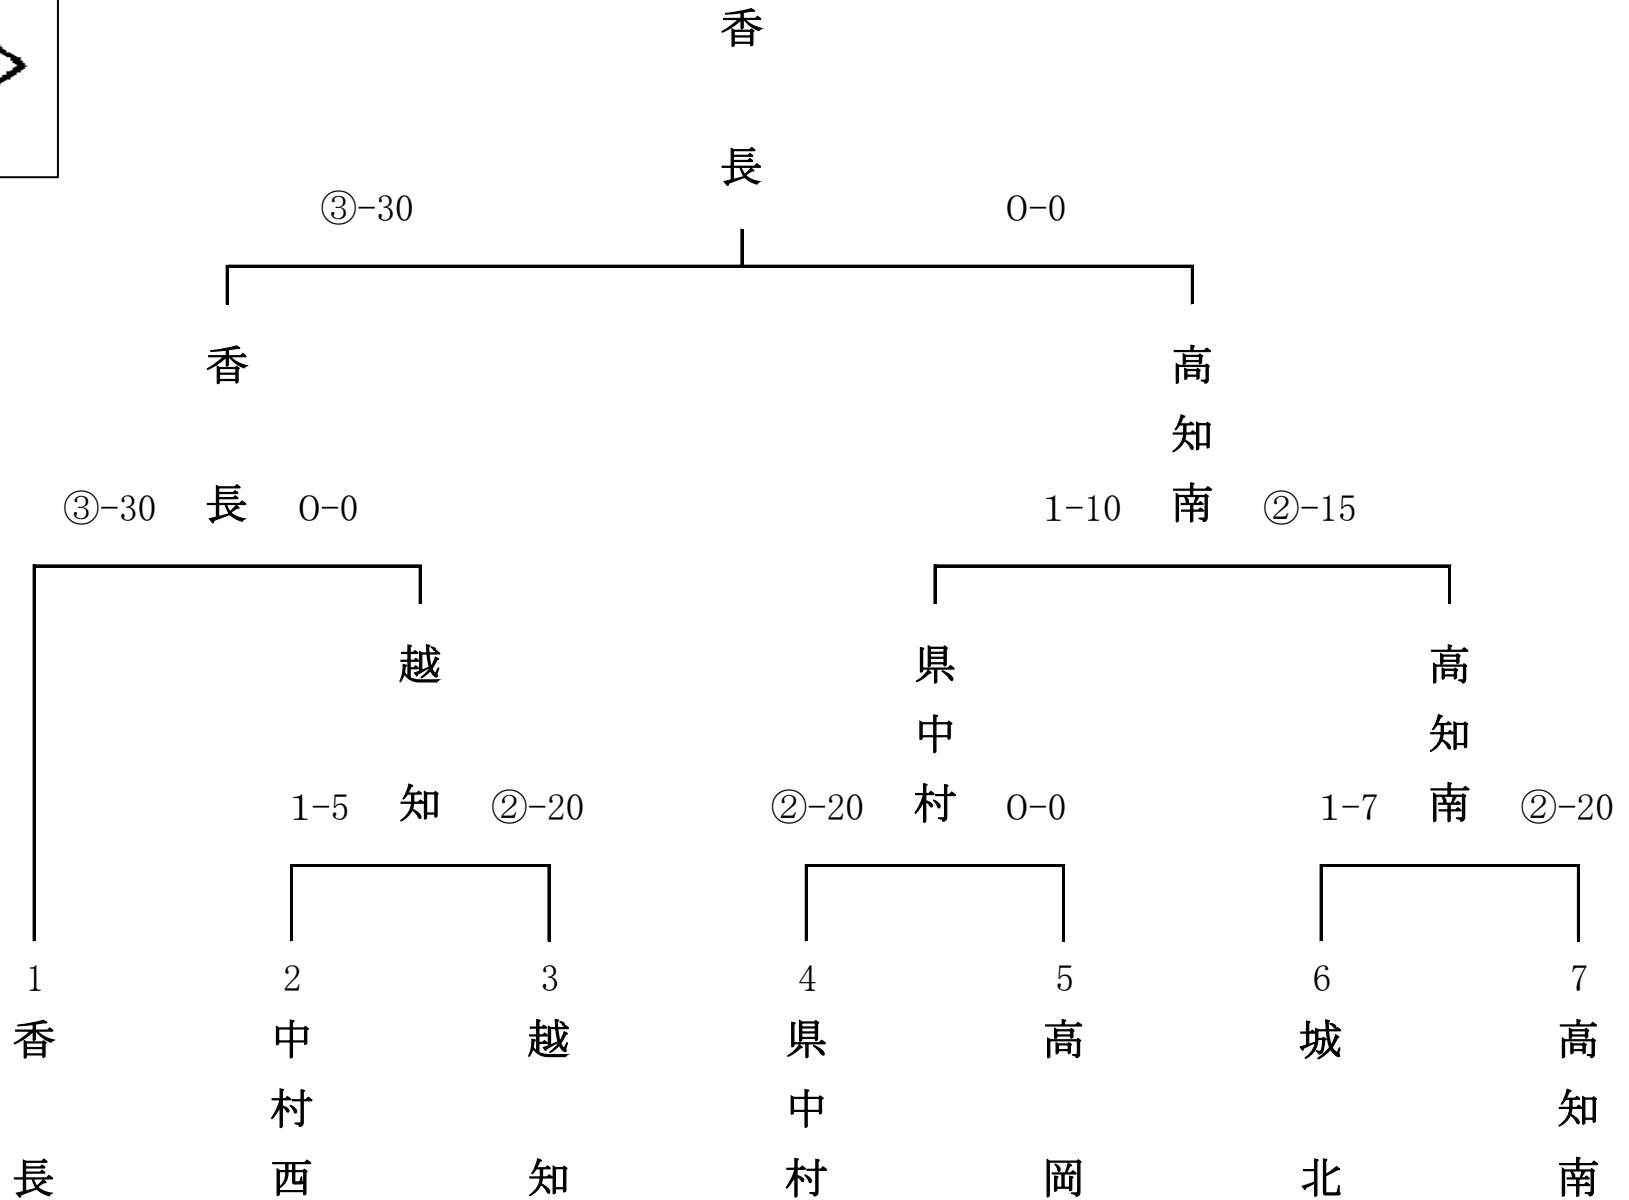 香長
③-30 0-0
香長 高知南
③-30 0-0 1-10 ②-15
越知 県中村 高知南
1-5 ②-20 ②-20 0-0 1-7 ②-20
1 2 3 4 5 6 7
香長 中村西 越知 県中村 高岡 城北 高知南